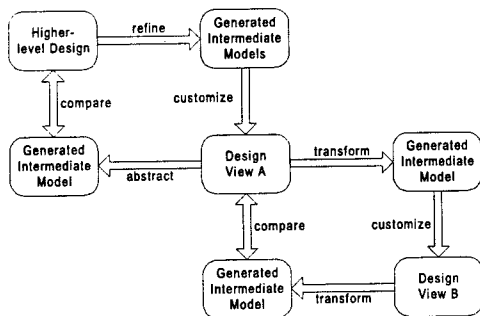 Higher-
level Design
refine
Generated
Intermediate
Models
compare
customize
Generated
Intermediate
Model
abstract
Design
View A
transform
Generated
Intermediate
Model
compare
customize
Generated
Intermediate
Model
transform
Design
View B